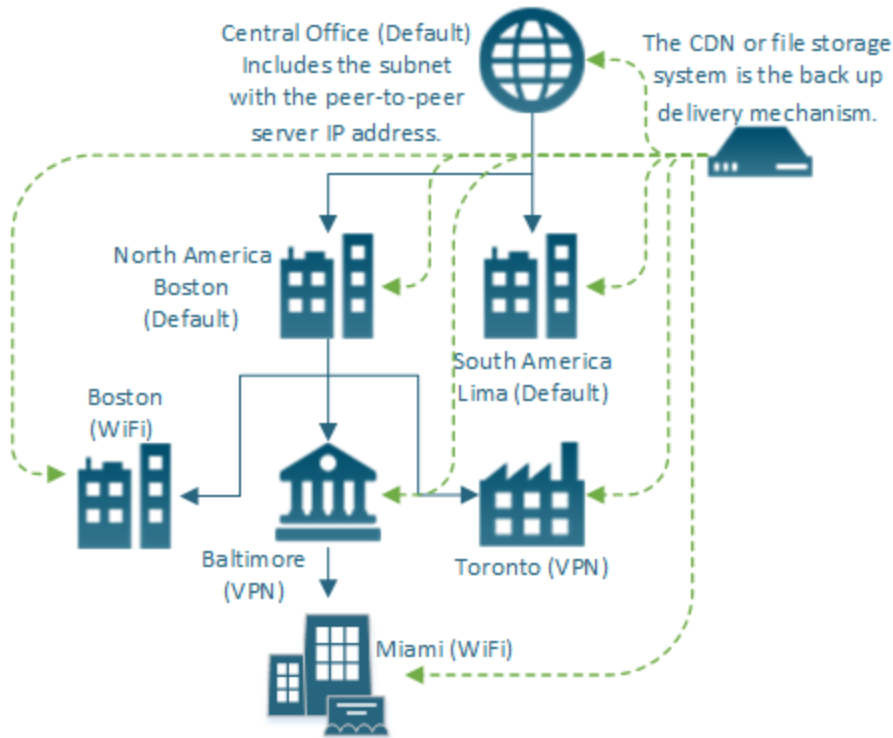 Central Office (Default)
Includes the subnet
with the peer-to-peer
server IP address.
The CDN or file storage
system is the back up
delivery mechanism.
North America
Boston
(Default)
South America
Lima (Default)
Boston
(WiFi)
Baltimore
(VPN)
Toronto (VPN)
Miami (WiFi)